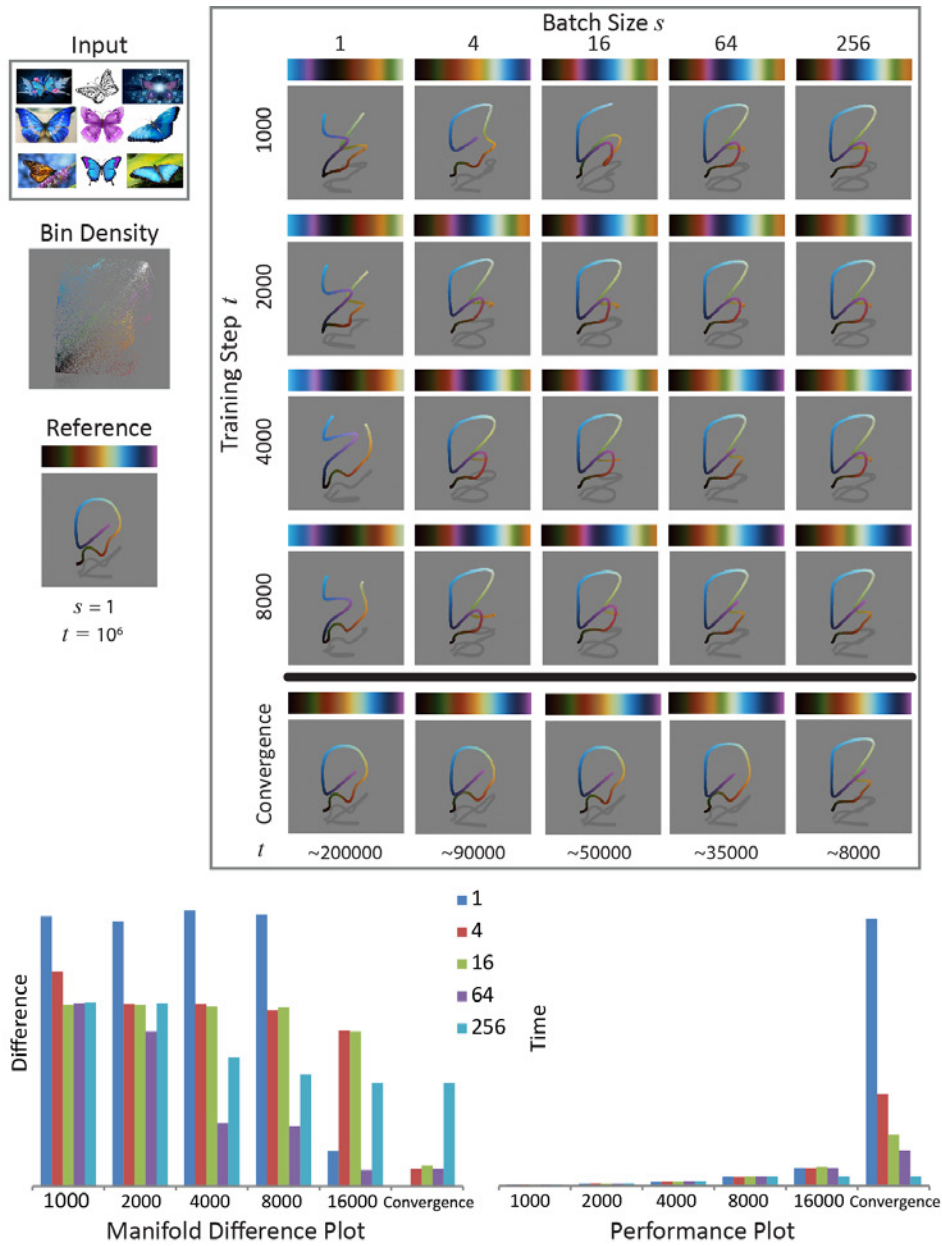 Input
Bin Density
Reference
s = 1
t = 10⁶
Batch Size s
1 4 16 64 256
Training Step t
1000
2000
4000
8000
Convergence
t ~200000 ~90000 ~50000 ~35000 ~8000
Difference
1
4
16
64
256
1000 2000 4000 8000 16000 Convergence
Manifold Difference Plot
Time
1000 2000 4000 8000 16000 Convergence
Performance Plot